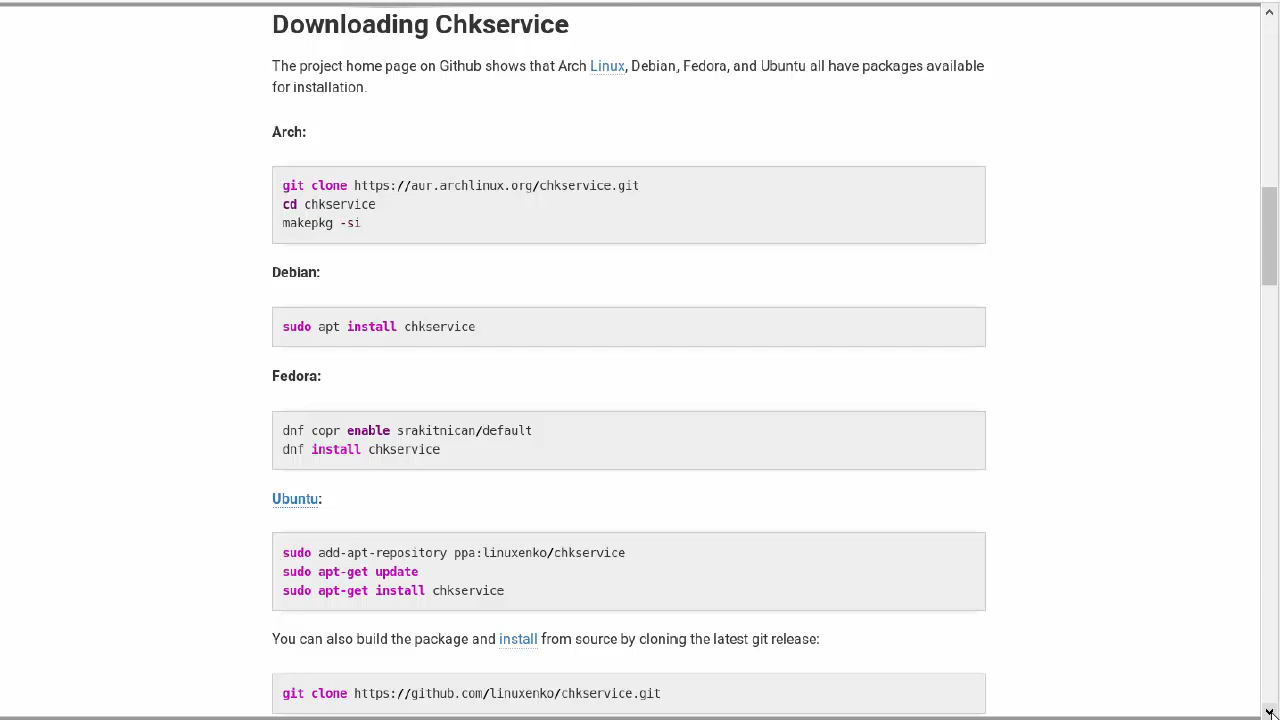 Downloading Chkservice
The project home page on Github shows that Arch Linux, Debian, Fedora, and Ubuntu all have packages available
for installation.
Arch:
git clone https://aur.archlinux.org/chkservice.git
cd chkservice
makepkg -si
Debian:
sudo apt install chkservice
Fedora:
dnf copr enable srakitnican/default
dnf install chkservice
Ubuntu:
sudo add-apt-repository ppa:linuxenko/chkservice
sudo apt-get update
sudo apt-get install chkservice
You can also build the package and install from source by cloning the latest git release:
git clone https://github.com/linuxenko/chkservice.git